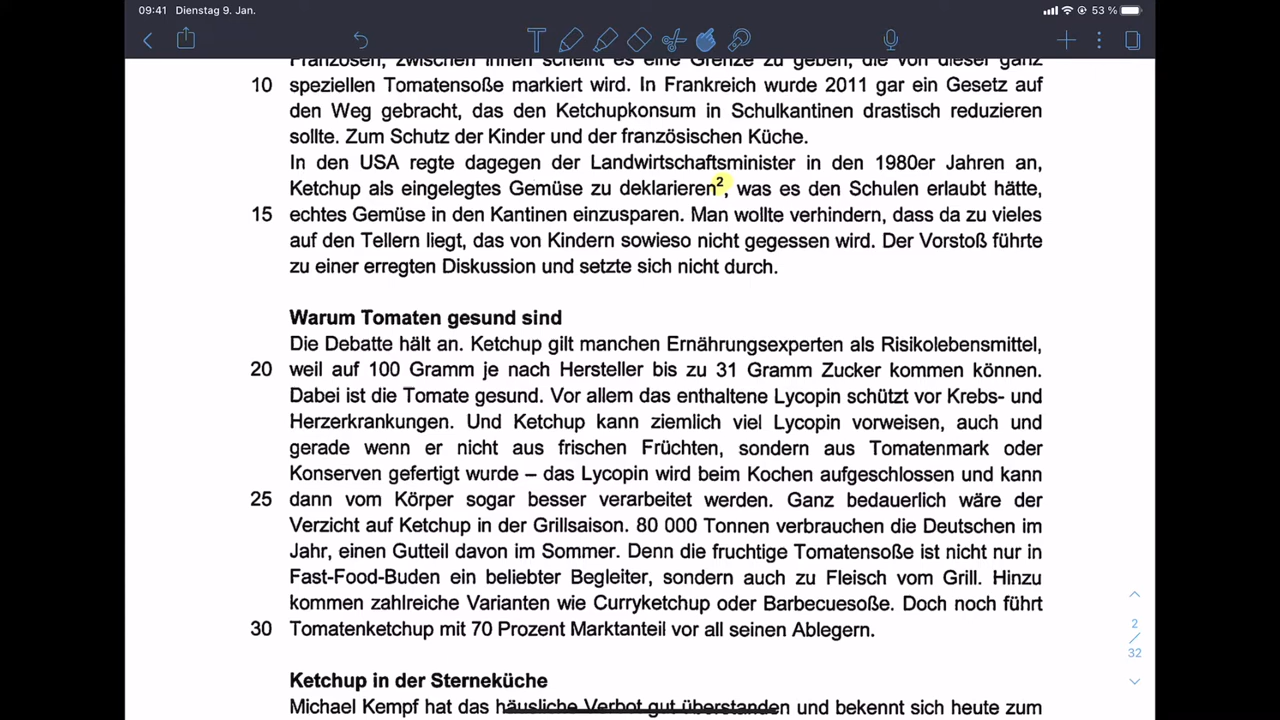 09:41 Dienstag 9. Jan.
53 %
Franzosen, zwischen ihnen scheint es eine Grenze zu geben, die von dieser ganz
10 speziellen Tomatensoße markiert wird. In Frankreich wurde 2011 gar ein Gesetz auf
den Weg gebracht, das den Ketchupkonsum in Schulkantinen drastisch reduzieren
sollte. Zum Schutz der Kinder und der französischen Küche.
In den USA regte dagegen der Landwirtschaftsminister in den 1980er Jahren an,
Ketchup als eingelegtes Gemüse zu deklarieren², was es den Schulen erlaubt hätte,
15 echtes Gemüse in den Kantinen einzusparen. Man wollte verhindern, dass da zu vieles
auf den Tellern liegt, das von Kindern sowieso nicht gegessen wird. Der Vorstoß führte
zu einer erregten Diskussion und setzte sich nicht durch.
Warum Tomaten gesund sind
Die Debatte hält an. Ketchup gilt manchen Ernährungsexperten als Risikolebensmittel,
20 weil auf 100 Gramm je nach Hersteller bis zu 31 Gramm Zucker kommen können.
Dabei ist die Tomate gesund. Vor allem das enthaltene Lycopin schützt vor Krebs- und
Herzerkrankungen. Und Ketchup kann ziemlich viel Lycopin vorweisen, auch und
gerade wenn er nicht aus frischen Früchten, sondern aus Tomatenmark oder
Konserven gefertigt wurde – das Lycopin wird beim Kochen aufgeschlossen und kann
25 dann vom Körper sogar besser verarbeitet werden. Ganz bedauerlich wäre der
Verzicht auf Ketchup in der Grillsaison. 80 000 Tonnen verbrauchen die Deutschen im
Jahr, einen Gutteil davon im Sommer. Denn die fruchtige Tomatensoße ist nicht nur in
Fast-Food-Buden ein beliebter Begleiter, sondern auch zu Fleisch vom Grill. Hinzu
kommen zahlreiche Varianten wie Curryketchup oder Barbecuesoße. Doch noch führt
30 Tomatenketchup mit 70 Prozent Marktanteil vor all seinen Ablegern.
Ketchup in der Sterneküche
Michael Kempf hat das häusliche Verbot gut überstanden und bekennt sich heute zum
2
/
32